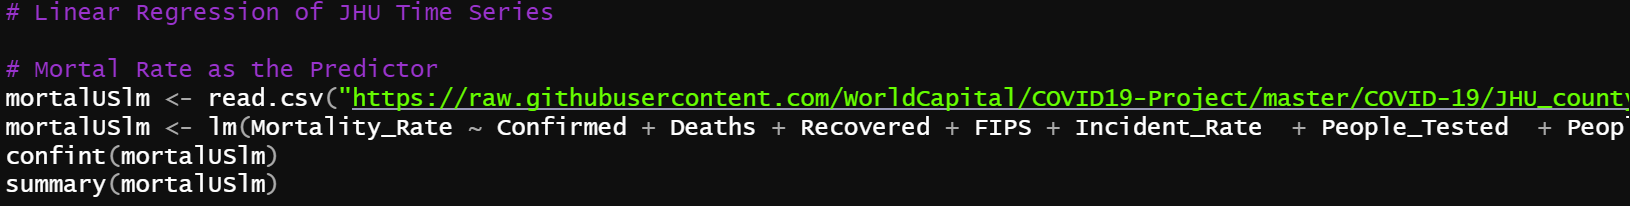 # Linear Regression of JHU Time Series
# Mortal Rate as the Predictor
mortalUSlm <- read.csv("https://raw.githubusercontent.com/WorldCapital/COVID19-Project/master/COVID-19/JHU_county
mortalUSlm <- lm(Mortality_Rate ~ Confirmed + Deaths + Recovered + FIPS + Incident_Rate  + People_Tested  + Peop
confint(mortalUSlm)
summary(mortalUSlm)